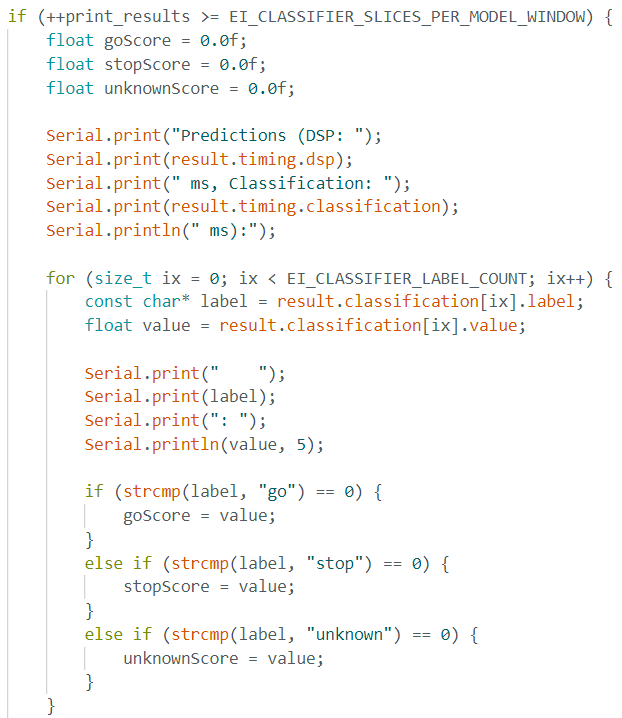 if (++print_results >= EI_CLASSIFIER_SLICES_PER_MODEL_WINDOW) {
    float goScore = 0.0f;
    float stopScore = 0.0f;
    float unknownScore = 0.0f;

    Serial.print("Predictions (DSP: ");
    Serial.print(result.timing.dsp);
    Serial.print(" ms, Classification: ");
    Serial.print(result.timing.classification);
    Serial.println(" ms):");

    for (size_t ix = 0; ix < EI_CLASSIFIER_LABEL_COUNT; ix++) {
        const char* label = result.classification[ix].label;
        float value = result.classification[ix].value;

        Serial.print("    ");
        Serial.print(label);
        Serial.print(": ");
        Serial.println(value, 5);

        if (strcmp(label, "go") == 0) {
            goScore = value;
        }
        else if (strcmp(label, "stop") == 0) {
            stopScore = value;
        }
        else if (strcmp(label, "unknown") == 0) {
            unknownScore = value;
        }
    }